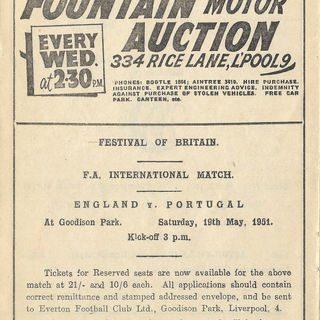 FOUNTAIN MOTOR
AUCTION
EVERY
WED.
at 2·30 P.M.
334 RICE LANE, L'POOL 9
'PHONES: BOOTLE 1864; AINTREE 3410. HIRE PURCHASE.
INSURANCE. EXPERT ENGINEERING ADVICE. INDEMNITY
AGAINST PURCHASE OF STOLEN VEHICLES. FREE CAR
PARK. CANTEEN, etc.
FESTIVAL OF BRITAIN.
F.A. INTERNATIONAL MATCH.
ENGLAND v. PORTUGAL
At Goodison Park. Saturday, 19th May, 1951.
Kick-off 3 p.m.
Tickets for Reserved seats are now available for the above
match at 21/- and 10/6 each. All applications should contain
correct remittance and stamped addressed envelope, and be sent
to Everton Football Club Ltd., Goodison Park, Liverpool, 4.